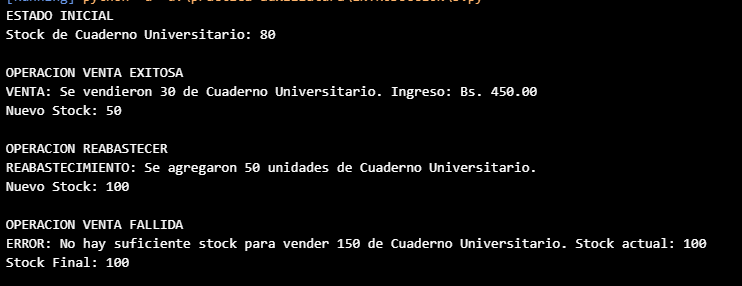 ESTADO INICIAL
Stock de Cuaderno Universitario: 80
OPERACION VENTA EXITOSA
VENTA: Se vendieron 30 de Cuaderno Universitario. Ingreso: Bs. 450.00
Nuevo Stock: 50
OPERACION REABASTECER
REABASTECIMIENTO: Se agregaron 50 unidades de Cuaderno Universitario.
Nuevo Stock: 100
OPERACION VENTA FALLIDA
ERROR: No hay suficiente stock para vender 150 de Cuaderno Universitario. Stock actual: 100
Stock Final: 100